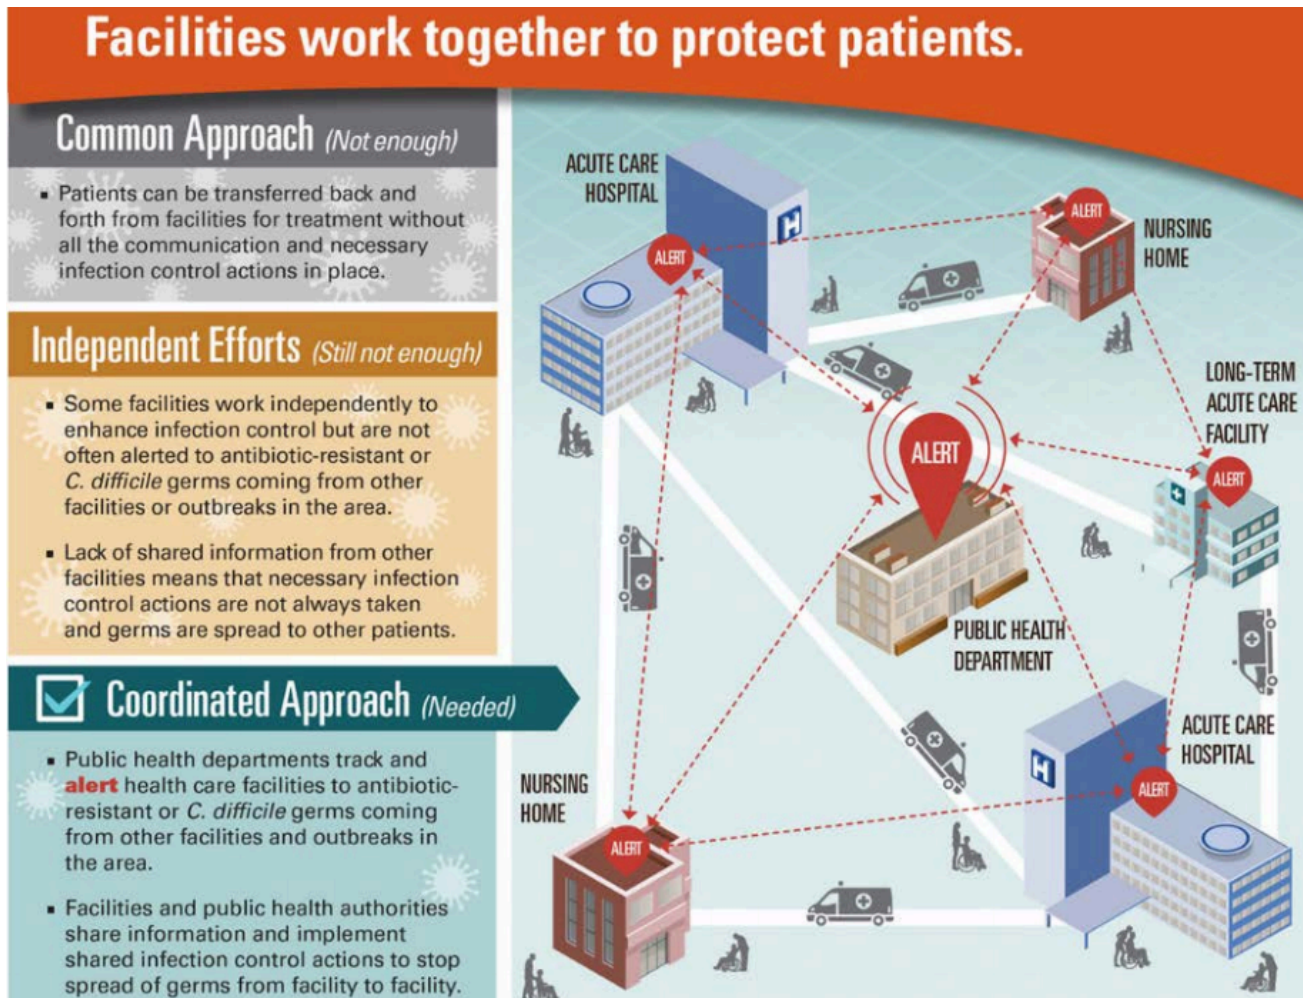 Facilities work together to protect patients.
Common Approach (Not enough)
▪ Patients can be transferred back and
forth from facilities for treatment without
all the communication and necessary
infection control actions in place.
Independent Efforts (Still not enough)
▪ Some facilities work independently to
enhance infection control but are not
often alerted to antibiotic-resistant or
C. difficile germs coming from other
facilities or outbreaks in the area.
▪ Lack of shared information from other
facilities means that necessary infection
control actions are not always taken
and germs are spread to other patients.
Coordinated Approach (Needed)
▪ Public health departments track and
alert health care facilities to antibiotic-
resistant or C. difficile germs coming
from other facilities and outbreaks in
the area.
▪ Facilities and public health authorities
share information and implement
shared infection control actions to stop
spread of germs from facility to facility.
ACUTE CARE
HOSPITAL
H
ALERT
ALERT
NURSING
HOME
LONG-TERM
ACUTE CARE
FACILITY
ALERT
ALERT
PUBLIC HEALTH
DEPARTMENT
ACUTE CARE
HOSPITAL
H
ALERT
NURSING
HOME
ALERT